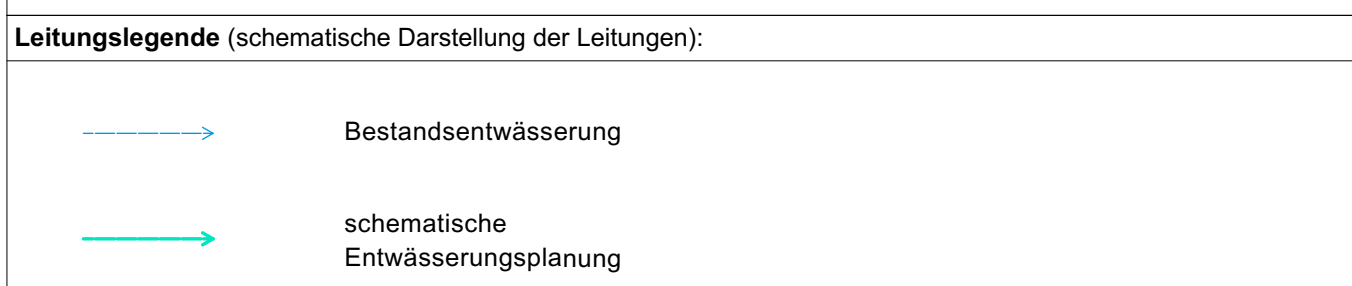 Leitungslegende (schematische Darstellung der Leitungen):
Bestandsentwässerung
schematische
Entwässerungsplanung